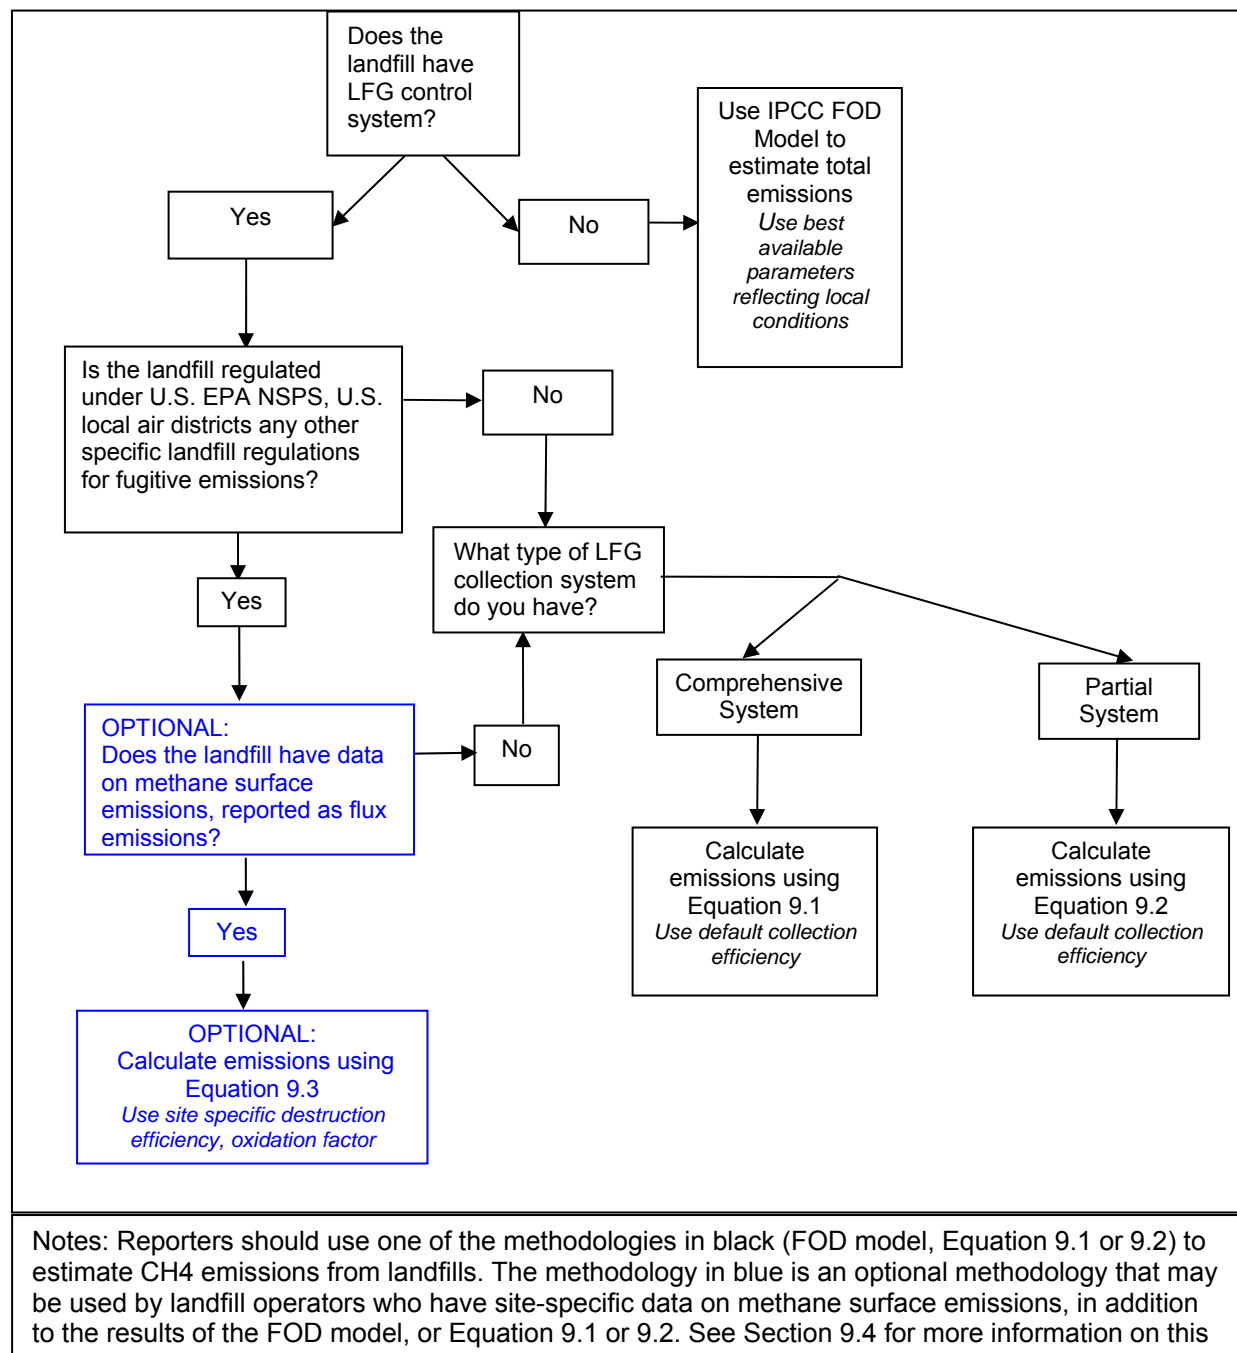 Does the
landfill have
LFG control
system?
Use IPCC FOD
Model to
estimate total
emissions
Use best
available
parameters
reflecting local
conditions
Yes
No
Is the landfill regulated
under U.S. EPA NSPS, U.S.
local air districts any other
specific landfill regulations
for fugitive emissions?
No
What type of LFG
collection system
do you have?
Yes
Comprehensive
System
Partial
System
OPTIONAL:
Does the landfill have data
on methane surface
emissions, reported as flux
emissions?
No
Calculate
emissions using
Equation 9.1
Use default collection
efficiency
Calculate
emissions using
Equation 9.2
Use default collection
efficiency
Yes
OPTIONAL:
Calculate emissions using
Equation 9.3
Use site specific destruction
efficiency, oxidation factor
Notes: Reporters should use one of the methodologies in black (FOD model, Equation 9.1 or 9.2) to
estimate CH4 emissions from landfills. The methodology in blue is an optional methodology that may
be used by landfill operators who have site-specific data on methane surface emissions, in addition
to the results of the FOD model, or Equation 9.1 or 9.2. See Section 9.4 for more information on this